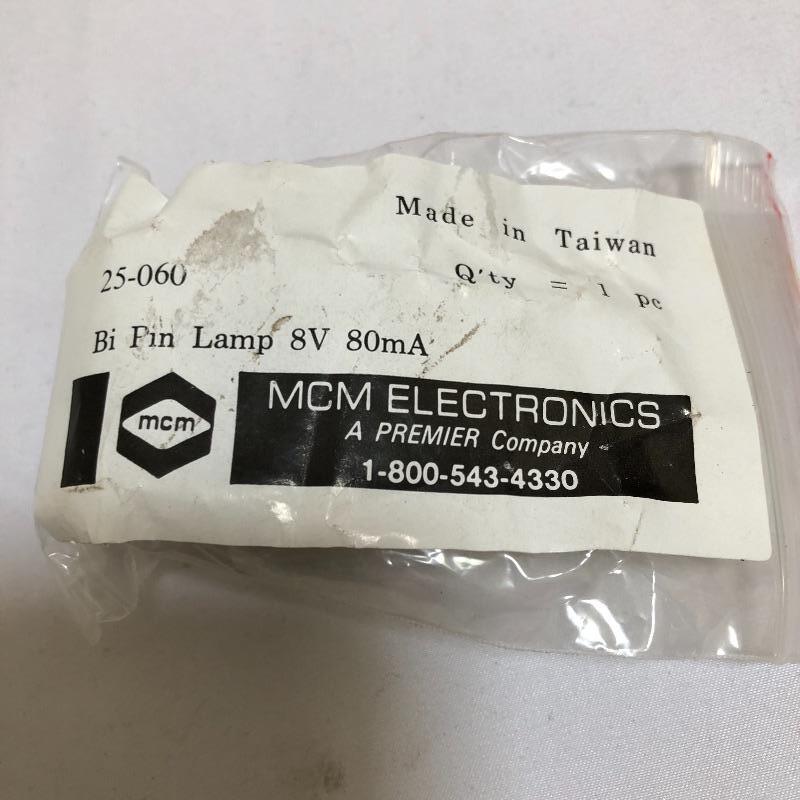 Made in Taiwan
25-060
Q'ty = 1 pc
Bi Pin Lamp 8V 80mA
mcm
MCM ELECTRONICS
A PREMIER Company
1-800-543-4330